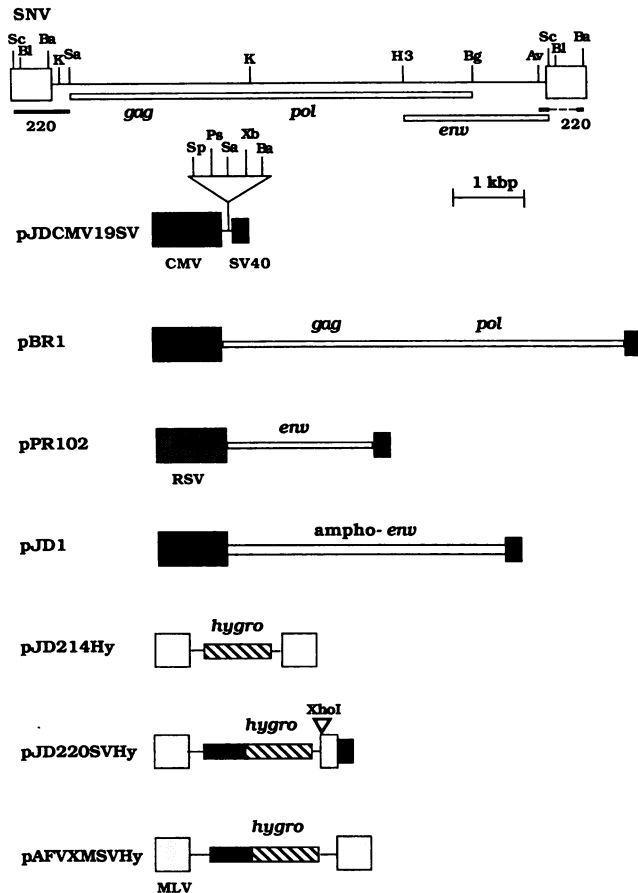 SNV
Sc Bl Ba K Sa K H3 Bg Av Sc Bl Ba
220 gag pol env 220
Sp Ps Sa Xb Ba
1 kbp
pJDCMV19SV
CMV SV40
pBR1 gag pol
pPR102 env
RSV
pJD1 ampho-env
hygro
pJD214Hy
XhoI
hygro
pJD220SVHy
hygro
pAFVXMSVHy
MLV